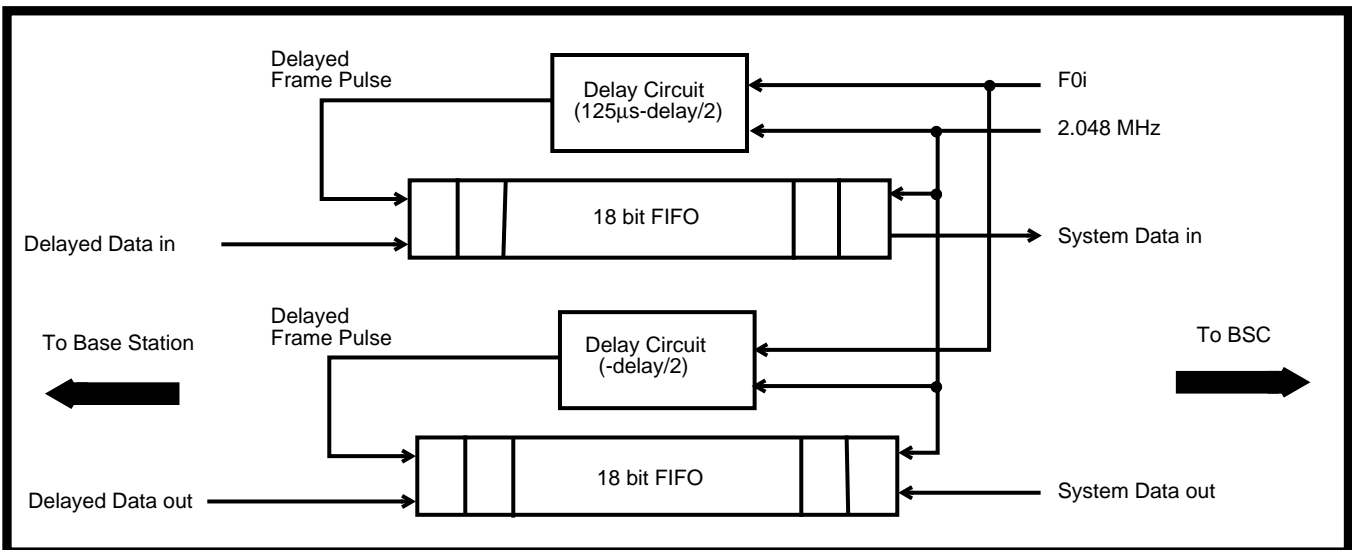 Delayed
Frame Pulse
Delay Circuit
(125μs-delay/2)
F0i
2.048 MHz
18 bit FIFO
Delayed Data in
System Data in
Delayed
Frame Pulse
Delay Circuit
(-delay/2)
To Base Station
To BSC
18 bit FIFO
Delayed Data out
System Data out